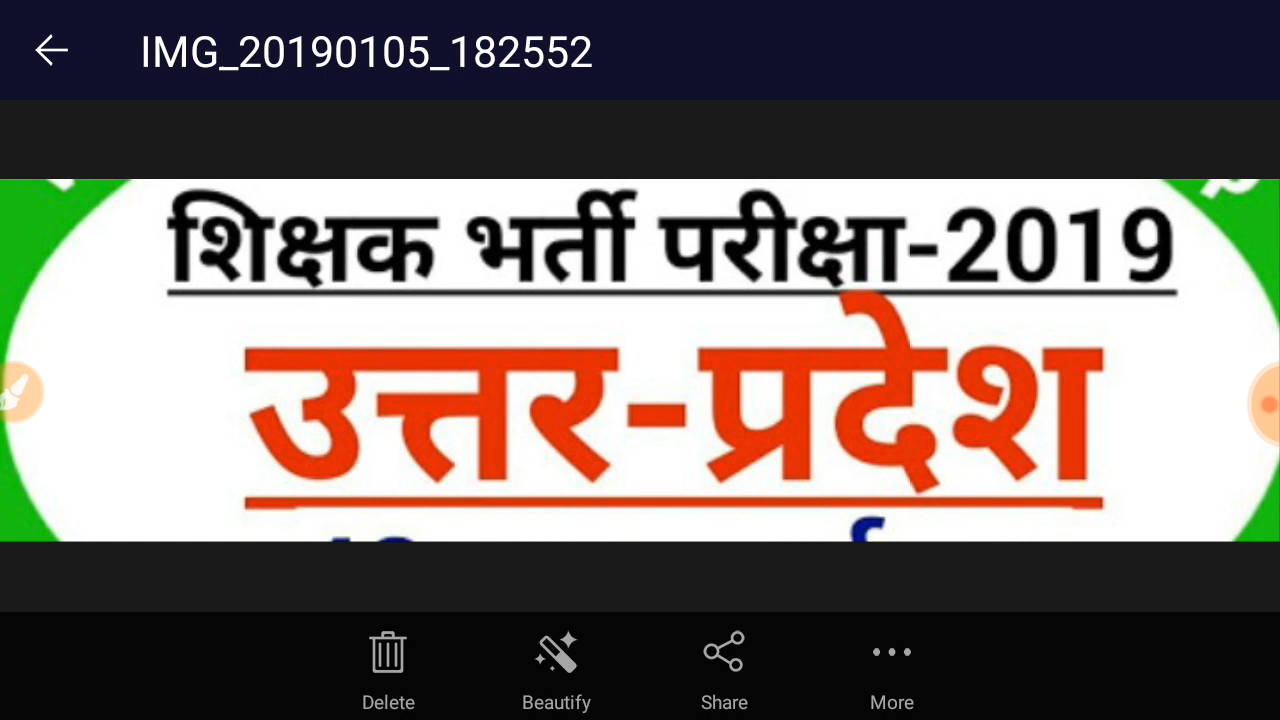 IMG_20190105_182552
शिक्षक भर्ती परीक्षा-2019
उत्तर-प्रदेश
Delete Beautify Share More